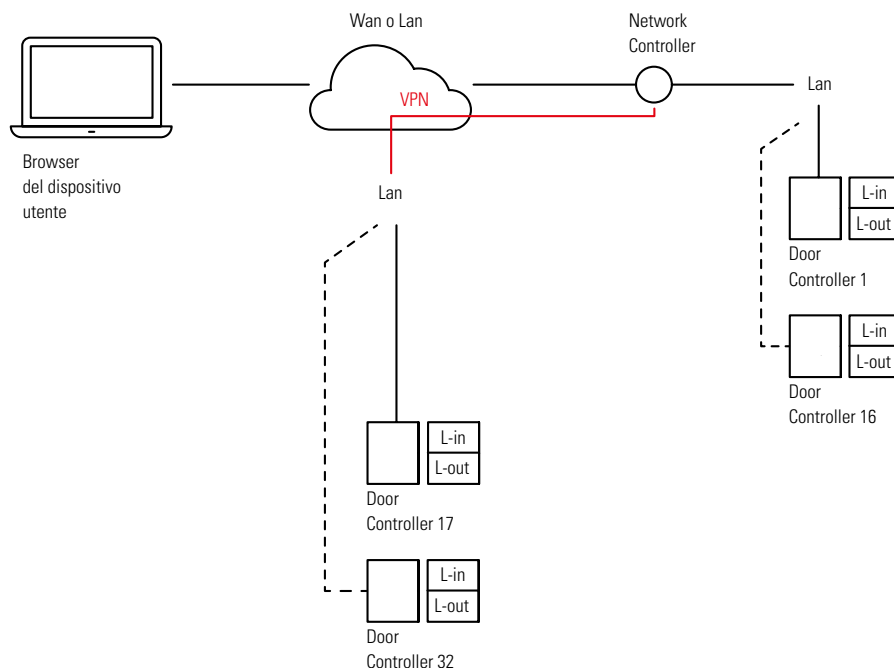 Wan o Lan
Network
Controller
VPN
Lan
Browser
del dispositivo
utente
Lan
L-in
L-out
Door
Controller 1
L-in
L-out
Door
Controller 16
L-in
L-out
Door
Controller 17
L-in
L-out
Door
Controller 32